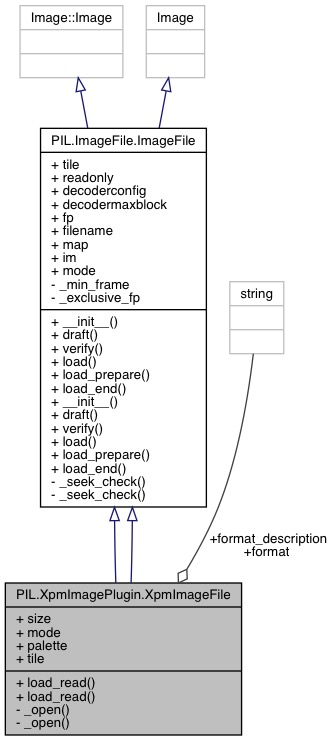 Image::Image
Image
PIL.ImageFile.ImageFile
+ tile
+ readonly
+ decoderconfig
+ decodermaxblock
+ fp
+ filename
+ map
+ im
+ mode
- _min_frame
- _exclusive_fp
+ __init__()
+ draft()
+ verify()
+ load()
+ load_prepare()
+ load_end()
+ __init__()
+ draft()
+ verify()
+ load()
+ load_prepare()
+ load_end()
- _seek_check()
- _seek_check()
string
+format_description
+format
PIL.XpmImagePlugin.XpmImageFile
+ size
+ mode
+ palette
+ tile
+ load_read()
+ load_read()
- _open()
- _open()